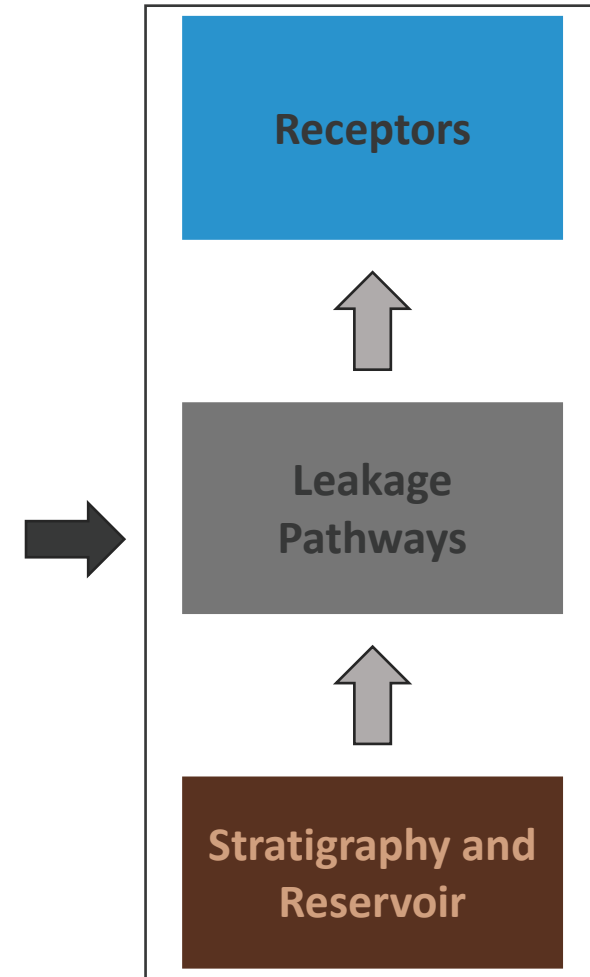 Receptors
Leakage
Pathways
Stratigraphy and
Reservoir